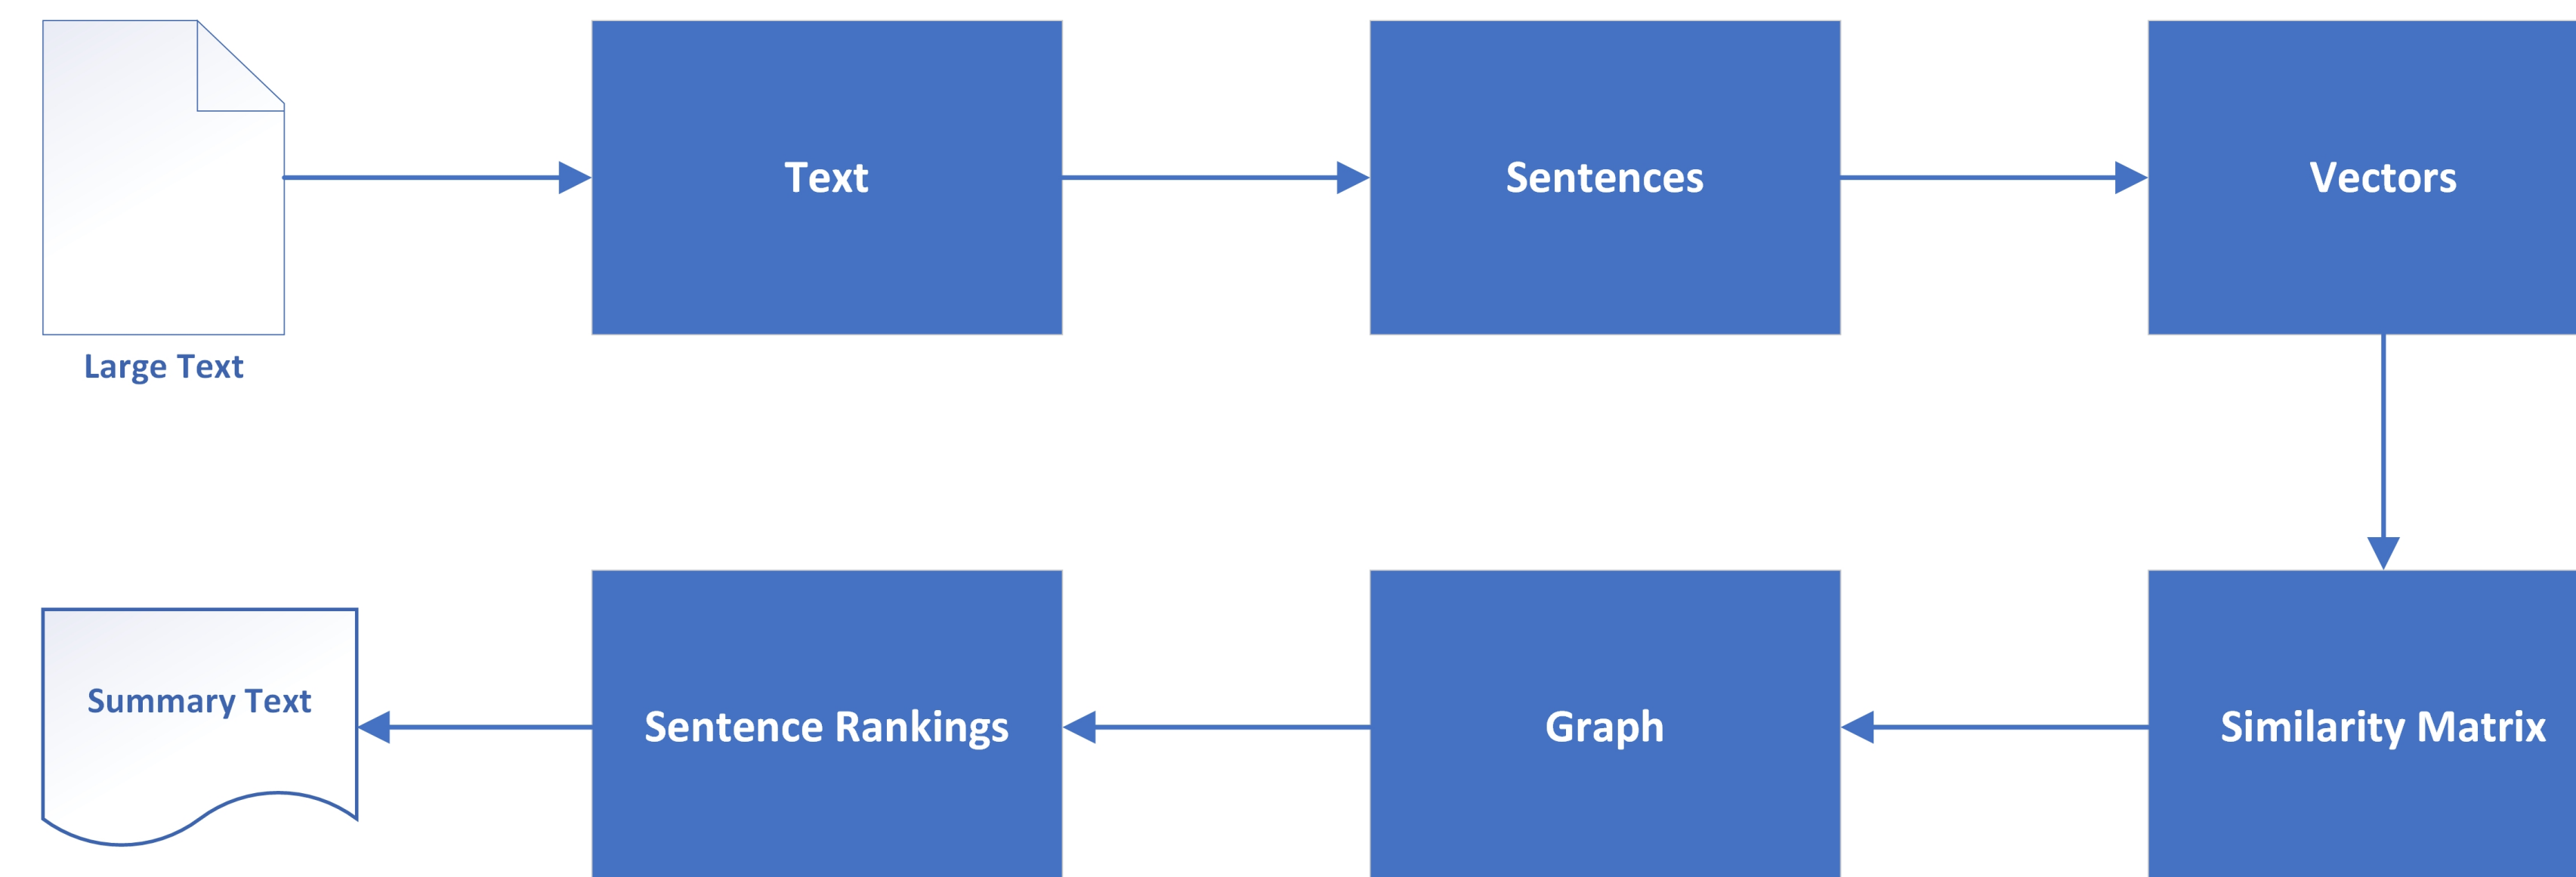 Text
Sentences
Vectors
Large Text
Summary Text
Sentence Rankings
Graph
Similarity Matrix